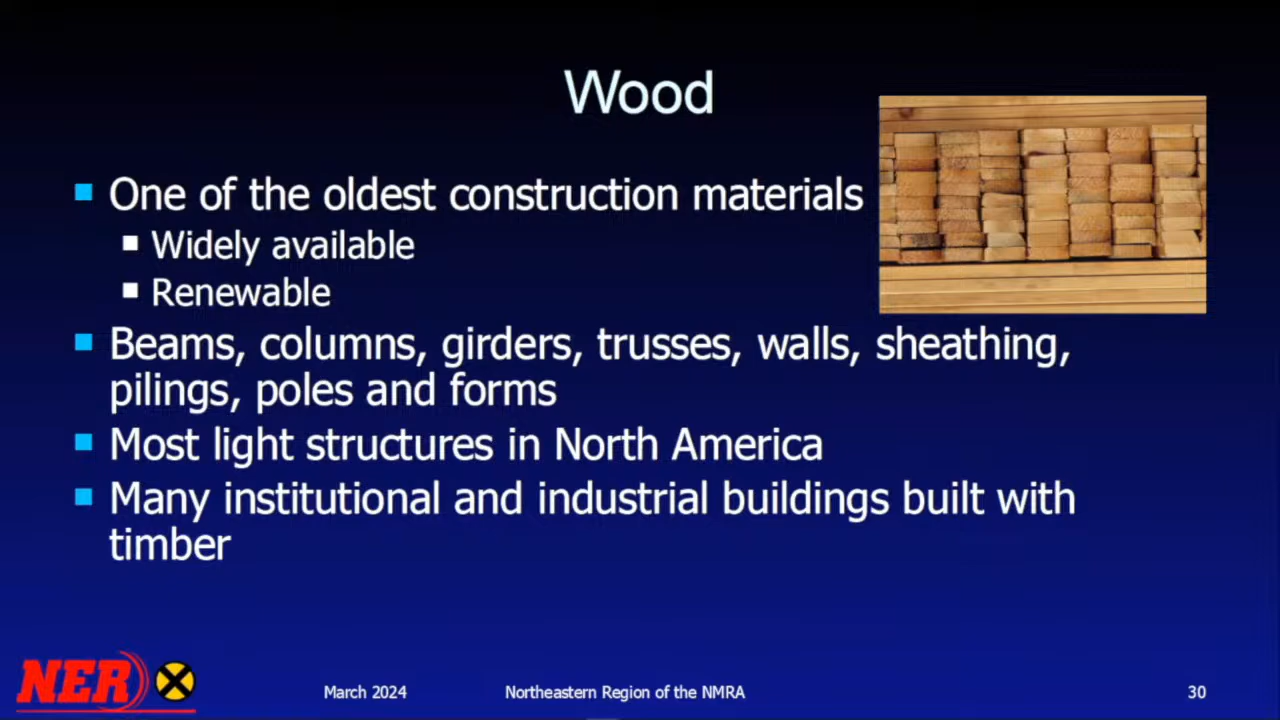 Wood
One of the oldest construction materials
Widely available
Renewable
Beams, columns, girders, trusses, walls, sheathing,
pilings, poles and forms
Most light structures in North America
Many institutional and industrial buildings built with
timber
NER
March 2024
Northeastern Region of the NMRA
30